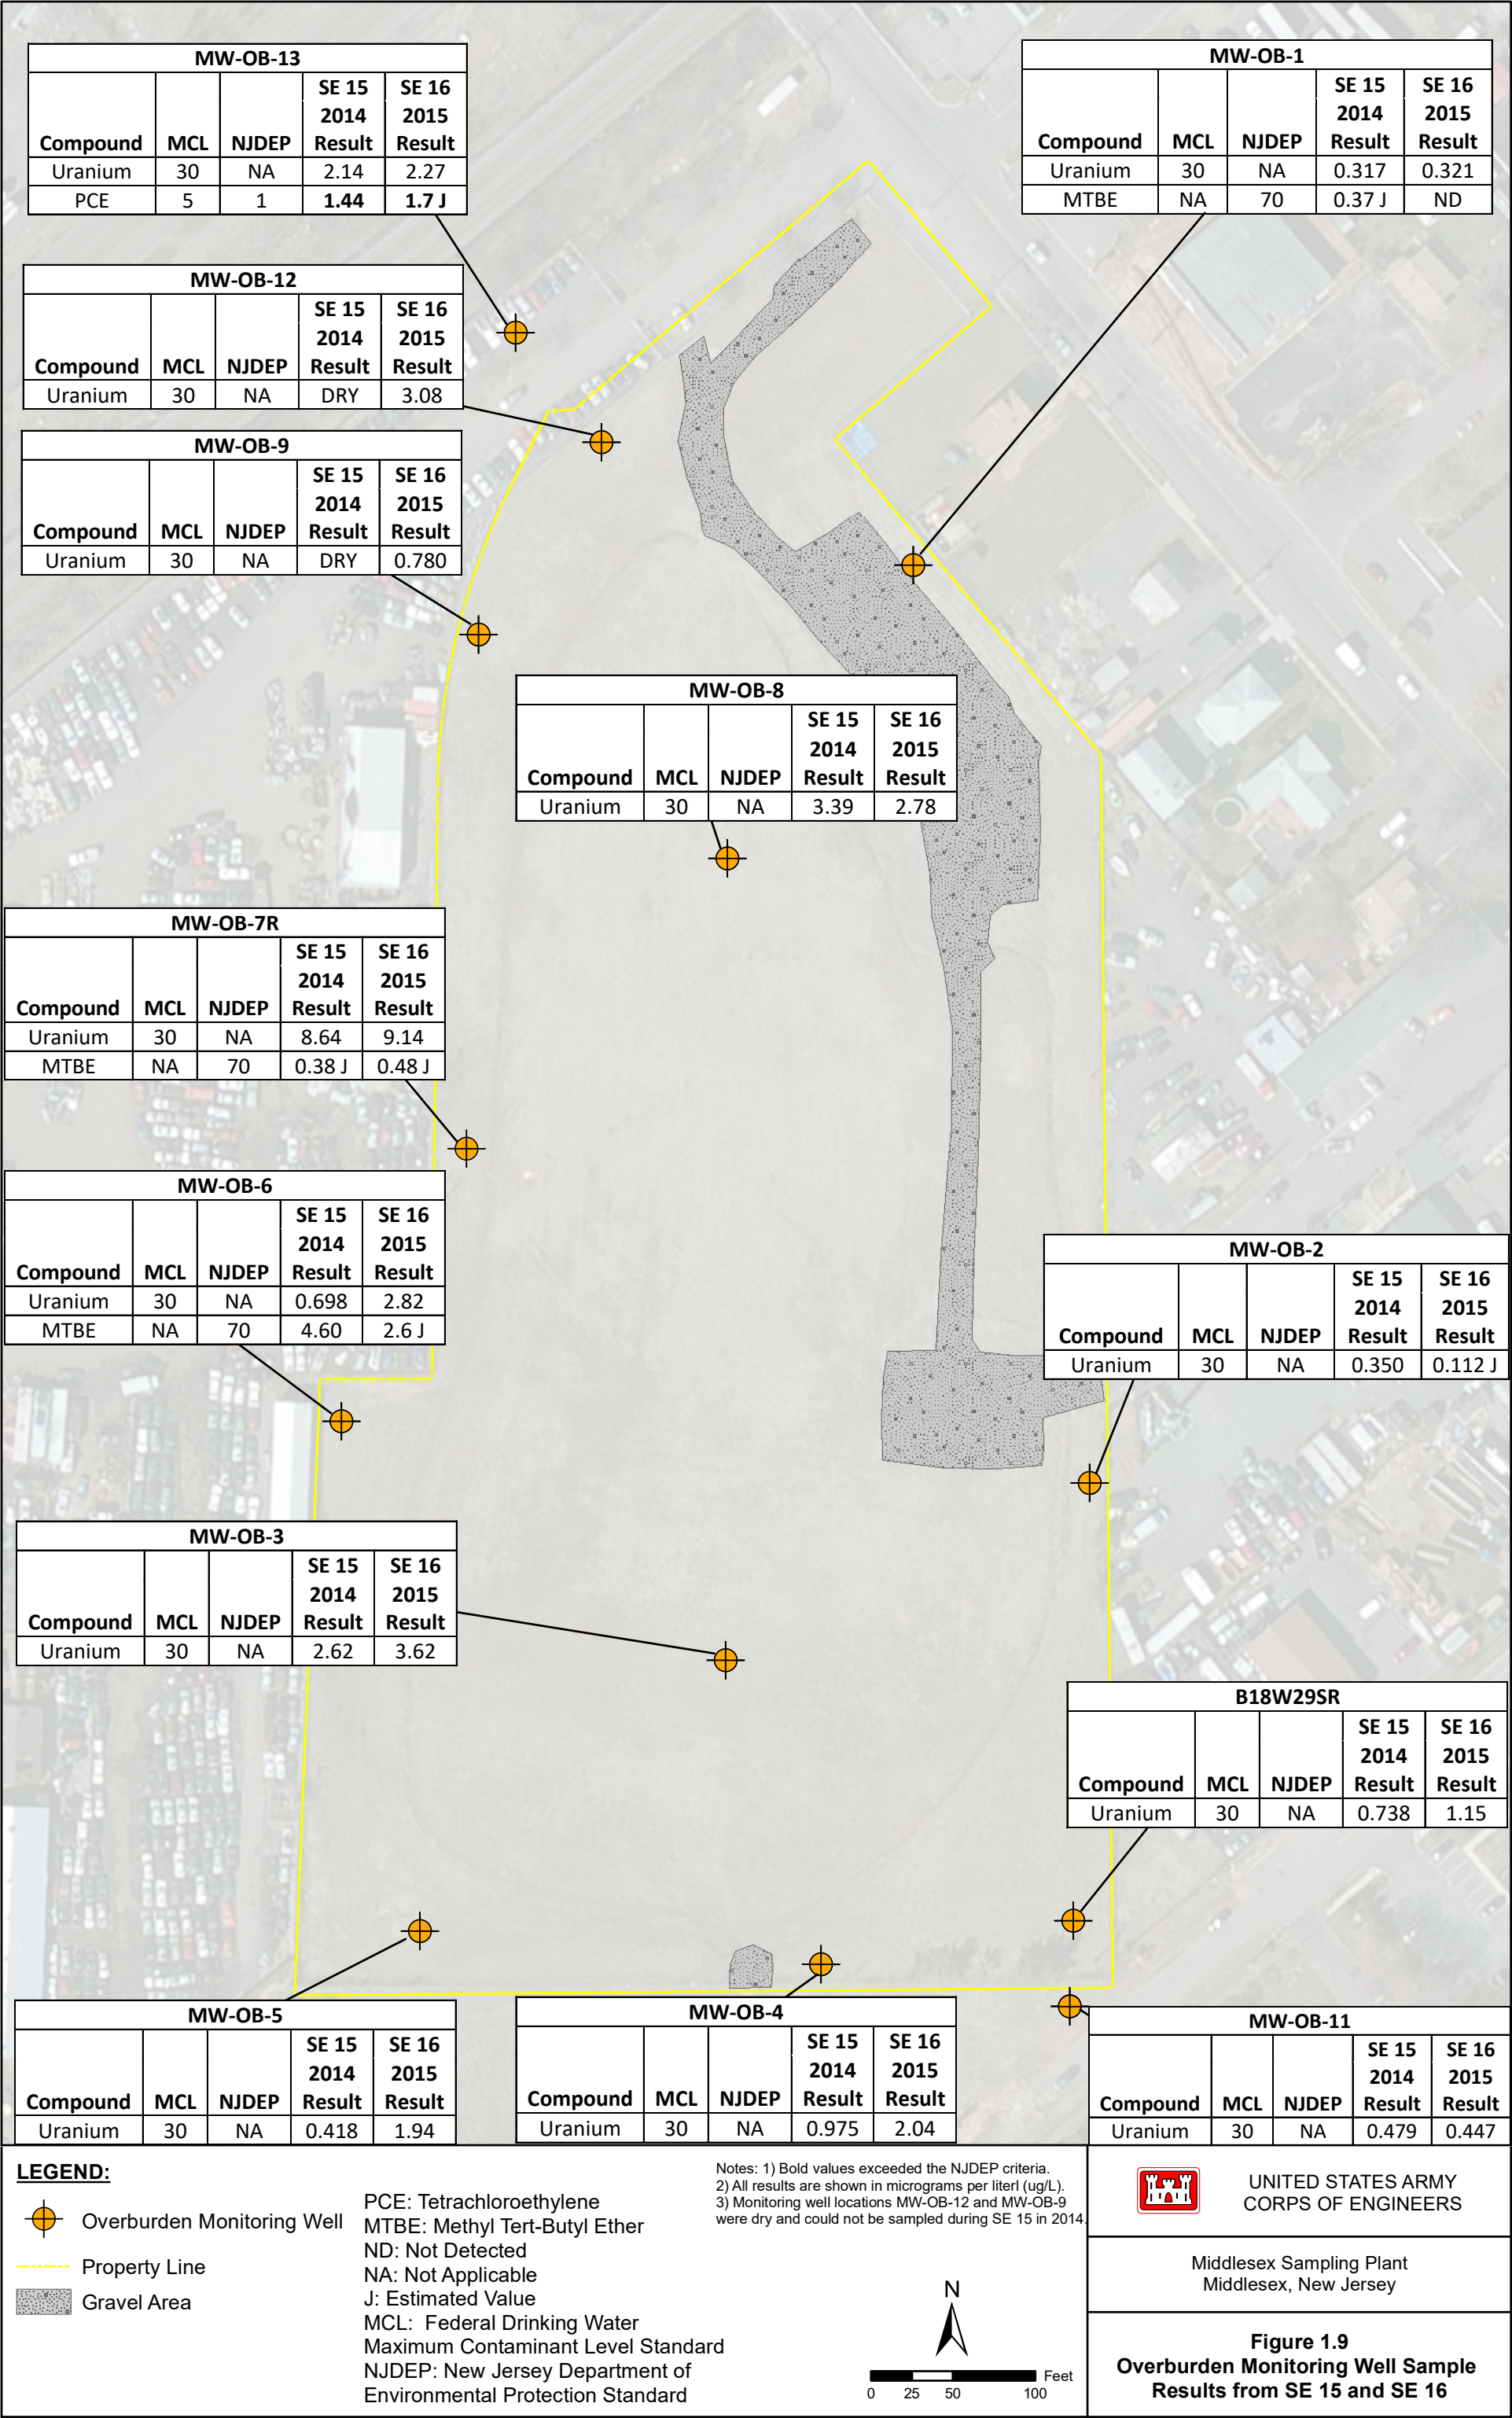 MW-OB-13
Compound MCL NJDEP SE 15 2014 Result SE 16 2015 Result
Uranium 30 NA 2.14 2.27
PCE 5 1 1.44 1.7 J
MW-OB-1
Compound MCL NJDEP SE 15 2014 Result SE 16 2015 Result
Uranium 30 NA 0.317 0.321
MTBE NA 70 0.37 J ND
MW-OB-12
Compound MCL NJDEP SE 15 2014 Result SE 16 2015 Result
Uranium 30 NA DRY 3.08
MW-OB-9
Compound MCL NJDEP SE 15 2014 Result SE 16 2015 Result
Uranium 30 NA DRY 0.780
MW-OB-8
Compound MCL NJDEP SE 15 2014 Result SE 16 2015 Result
Uranium 30 NA 3.39 2.78
MW-OB-7R
Compound MCL NJDEP SE 15 2014 Result SE 16 2015 Result
Uranium 30 NA 8.64 9.14
MTBE NA 70 0.38 J 0.48 J
MW-OB-6
Compound MCL NJDEP SE 15 2014 Result SE 16 2015 Result
Uranium 30 NA 0.698 2.82
MTBE NA 70 4.60 2.6 J
MW-OB-2
Compound MCL NJDEP SE 15 2014 Result SE 16 2015 Result
Uranium 30 NA 0.350 0.112 J
MW-OB-3
Compound MCL NJDEP SE 15 2014 Result SE 16 2015 Result
Uranium 30 NA 2.62 3.62
B18W29SR
Compound MCL NJDEP SE 15 2014 Result SE 16 2015 Result
Uranium 30 NA 0.738 1.15
MW-OB-5
Compound MCL NJDEP SE 15 2014 Result SE 16 2015 Result
Uranium 30 NA 0.418 1.94
MW-OB-4
Compound MCL NJDEP SE 15 2014 Result SE 16 2015 Result
Uranium 30 NA 0.975 2.04
MW-OB-11
Compound MCL NJDEP SE 15 2014 Result SE 16 2015 Result
Uranium 30 NA 0.479 0.447
LEGEND:
Overburden Monitoring Well
Property Line
Gravel Area
PCE: Tetrachloroethylene
MTBE: Methyl Tert-Butyl Ether
ND: Not Detected
NA: Not Applicable
J: Estimated Value
MCL: Federal Drinking Water
Maximum Contaminant Level Standard
NJDEP: New Jersey Department of
Environmental Protection Standard
Notes: 1) Bold values exceeded the NJDEP criteria.
2) All results are shown in micrograms per literl (ug/L).
3) Monitoring well locations MW-OB-12 and MW-OB-9
were dry and could not be sampled during SE 15 in 2014.
N
Feet
0 25 50 100
UNITED STATES ARMY
CORPS OF ENGINEERS
Middlesex Sampling Plant
Middlesex, New Jersey
Figure 1.9
Overburden Monitoring Well Sample
Results from SE 15 and SE 16